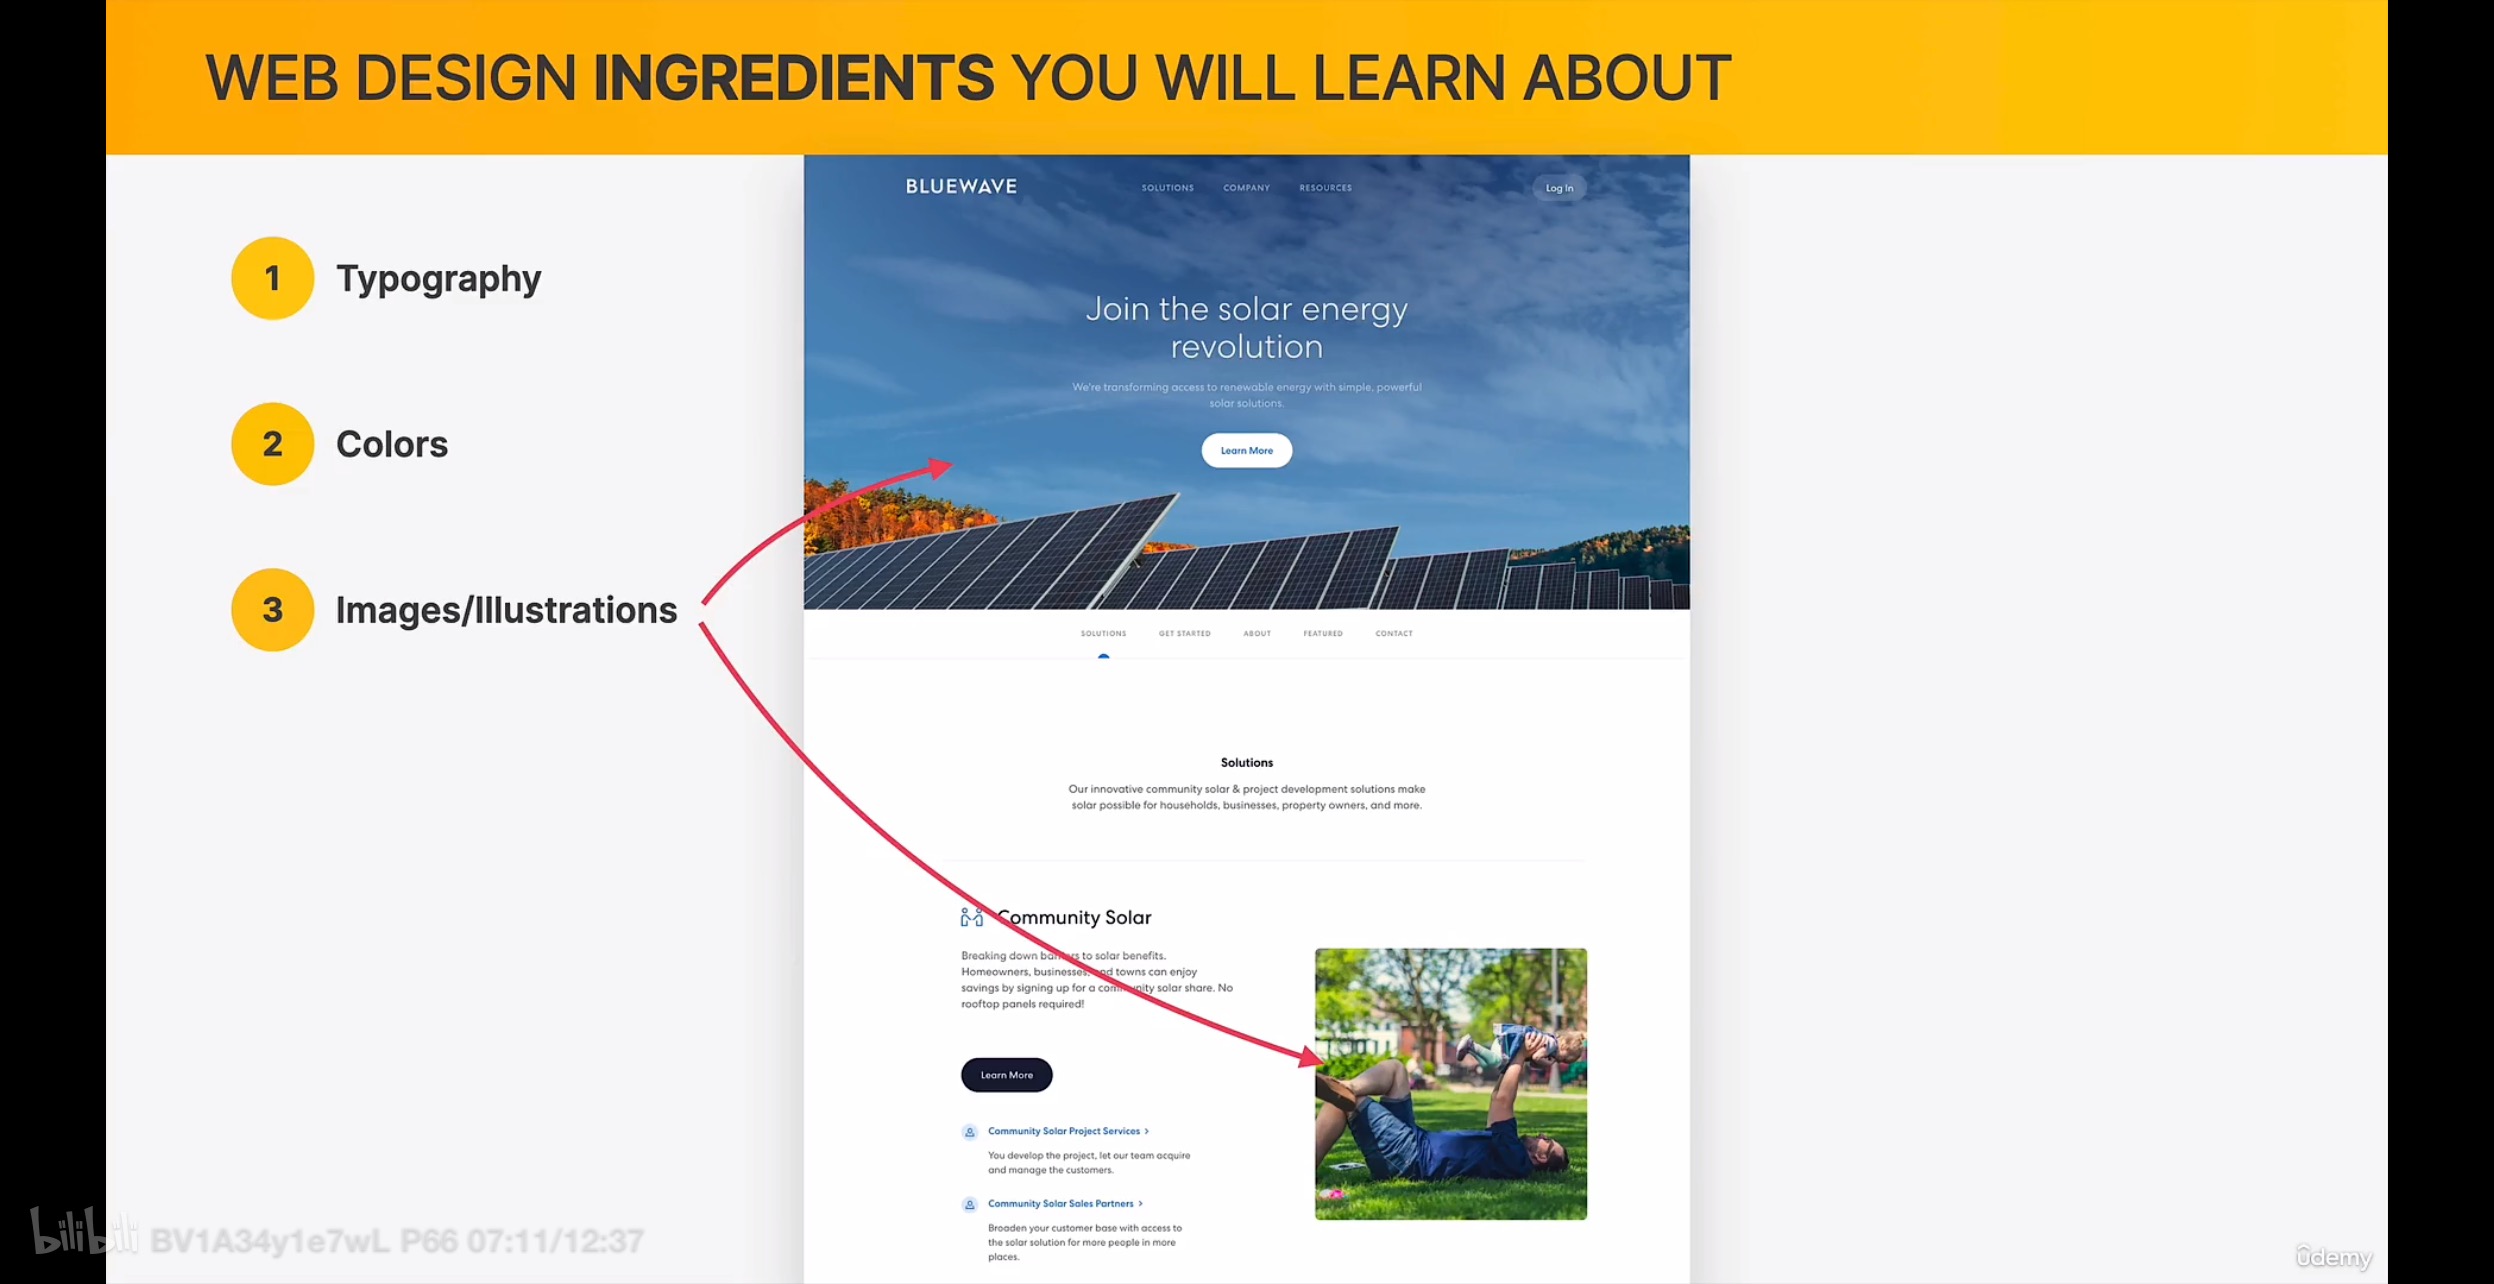 WEB DESIGN INGREDIENTS YOU WILL LEARN ABOUT
1 Typography
2 Colors
3 Images/Illustrations
BLUEWAVE SOLUTIONS COMPANY RESOURCES Log In
Join the solar energy
revolution
We're transforming access to renewable energy with simple, powerful
solar solutions.
Learn More
SOLUTIONS GET STARTED ABOUT FEATURED CONTACT
Solutions
Our innovative community solar & project development solutions make
solar possible for households, businesses, property owners, and more.
Community Solar
Breaking down barriers to solar benefits.
Homeowners, businesses, and towns can enjoy
savings by signing up for a community solar share. No
rooftop panels required!
Learn More
Community Solar Project Services >
You develop the project, let our team acquire
and manage the customers.
Community Solar Sales Partners >
Broaden your customer base with access to
the solar solution for more people in more
places.
bilibili BV1A34y1e7wL P66 07:11/12:37
ûdemy